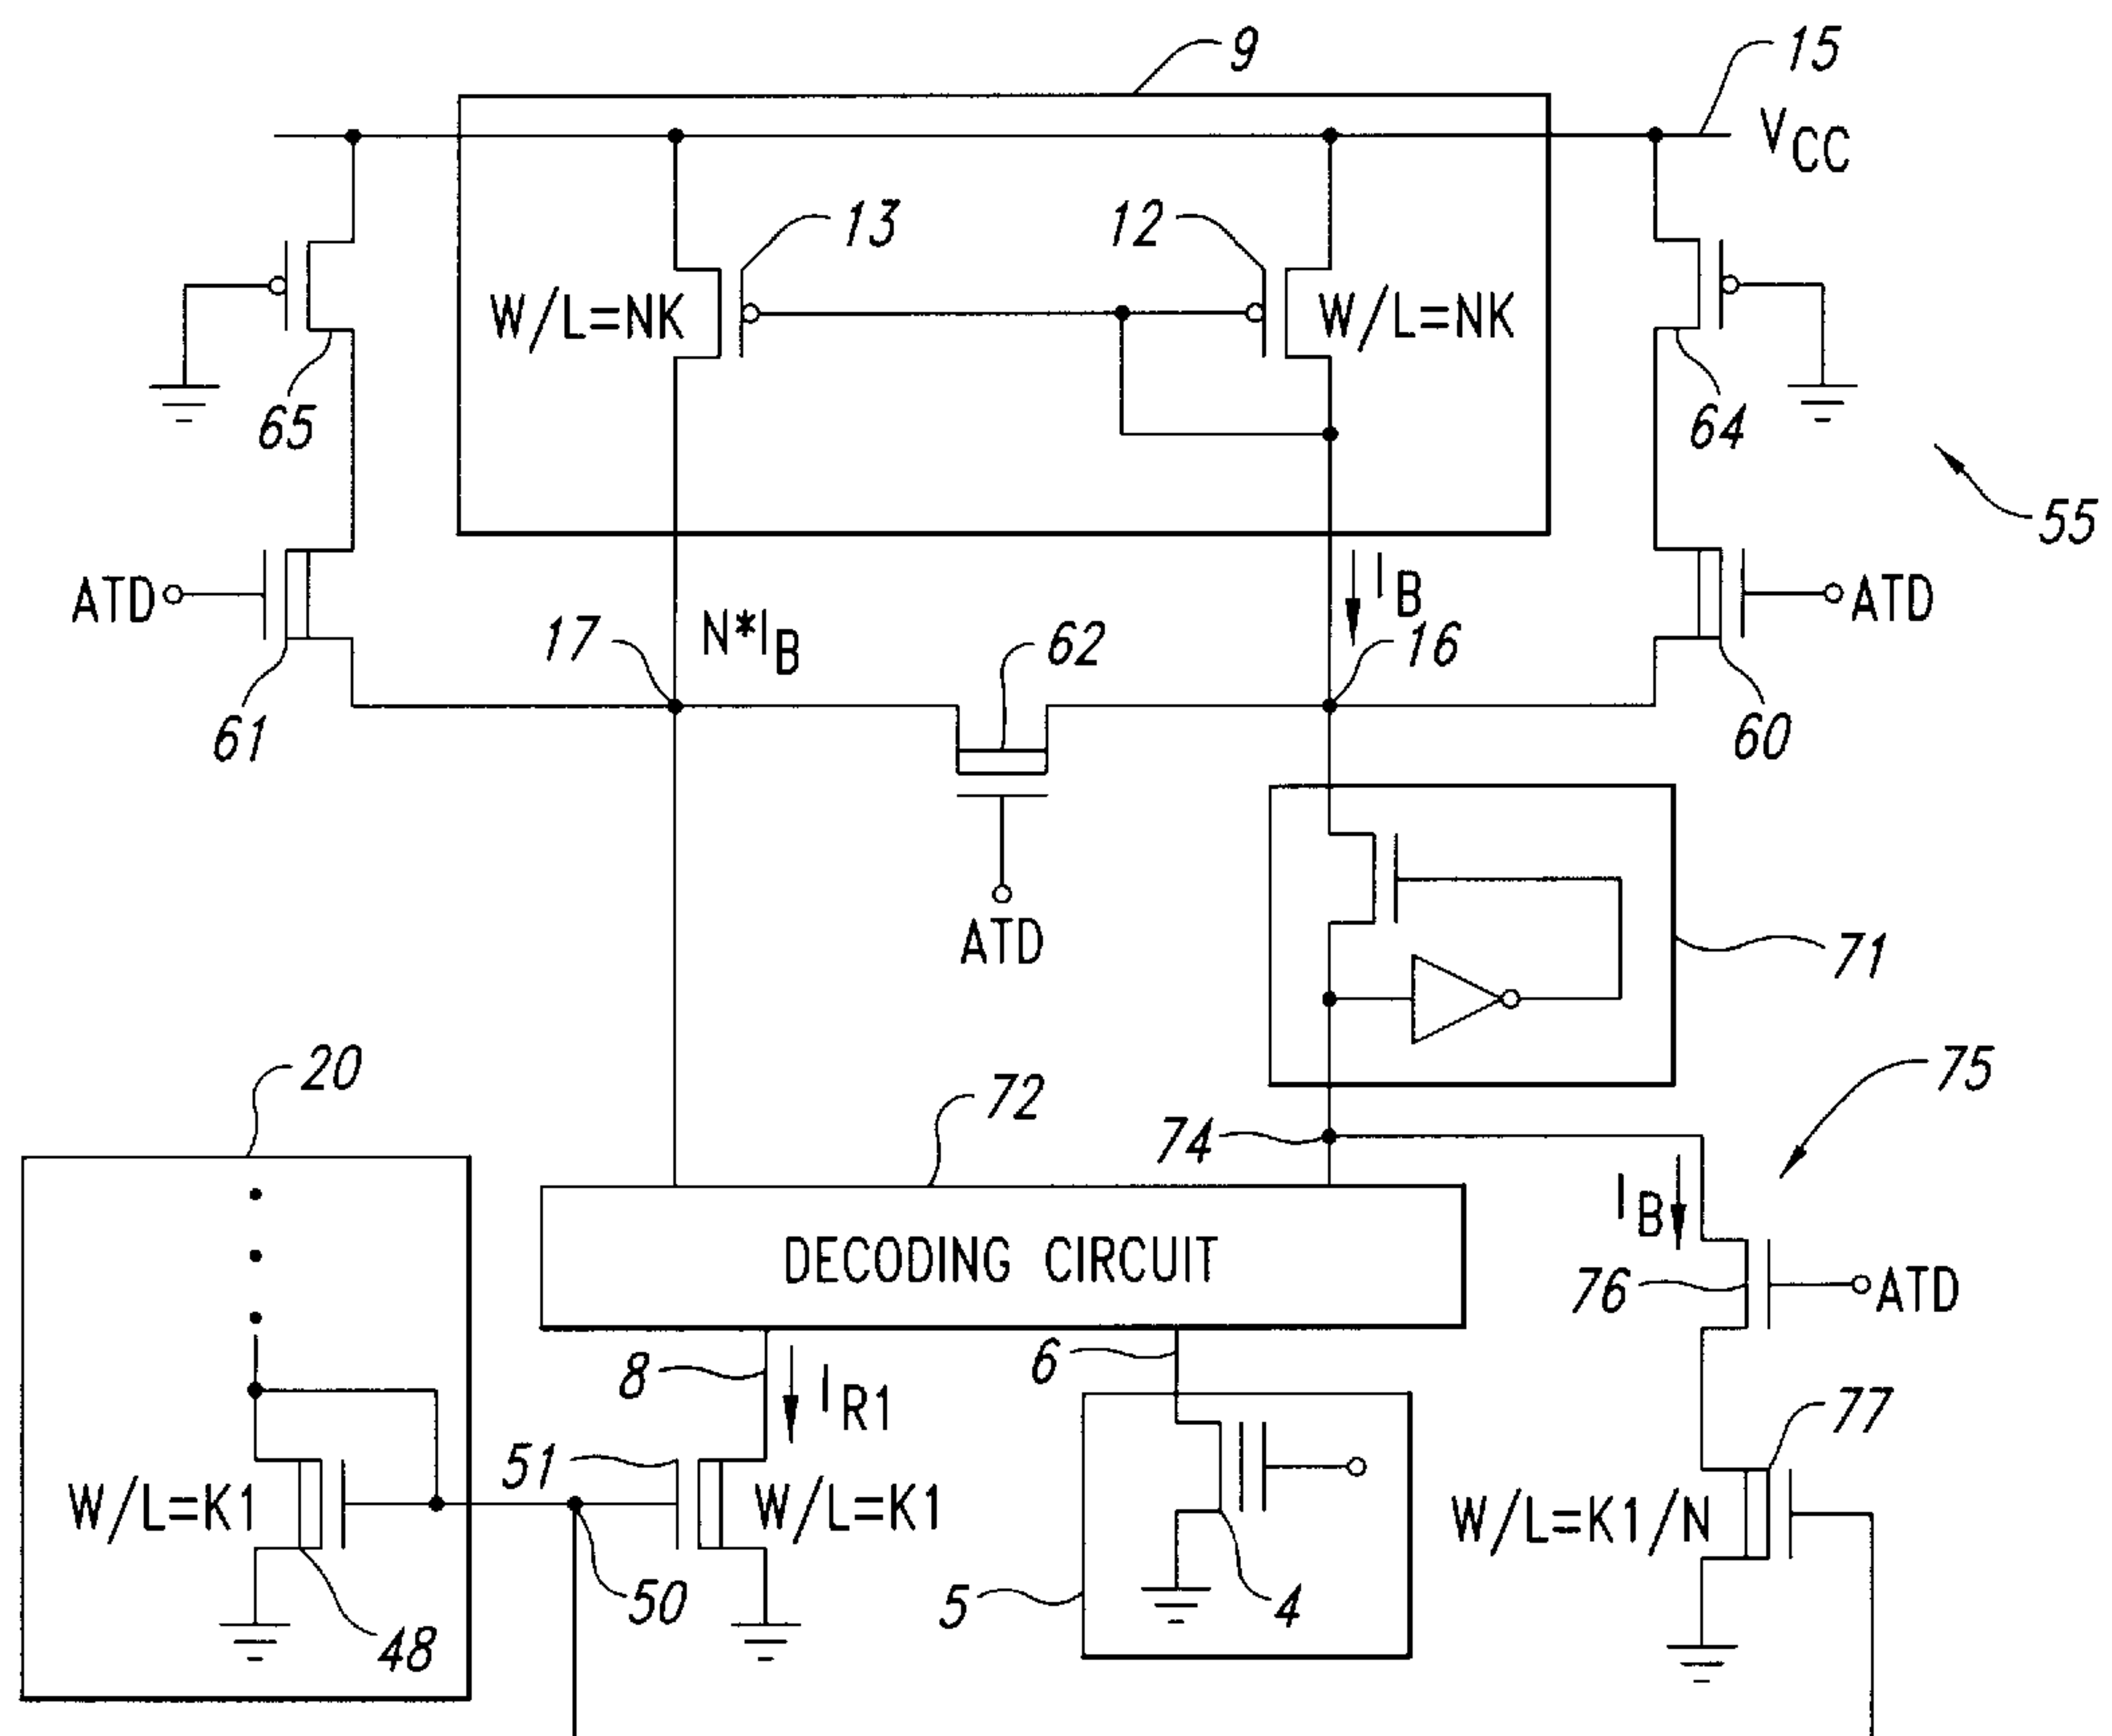 9
15
VCC
13
12
W/L=NK
W/L=NK
65
64
55
ATD
61
17
N*IB
62
IB
16
ATD
60
ATD
71
20
72
74
75
DECODING CIRCUIT
IB
76
ATD
8
IR1
6
77
51
W/L=K1
W/L=K1
W/L=K1/N
50
5
4
48